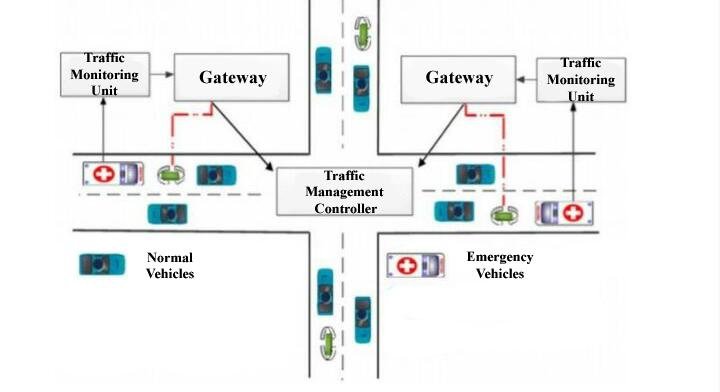 Traffic
Monitoring
Unit
Gateway
Gateway
Traffic
Monitoring
Unit
Traffic
Management
Controller
Normal
Vehicles
Emergency
Vehicles